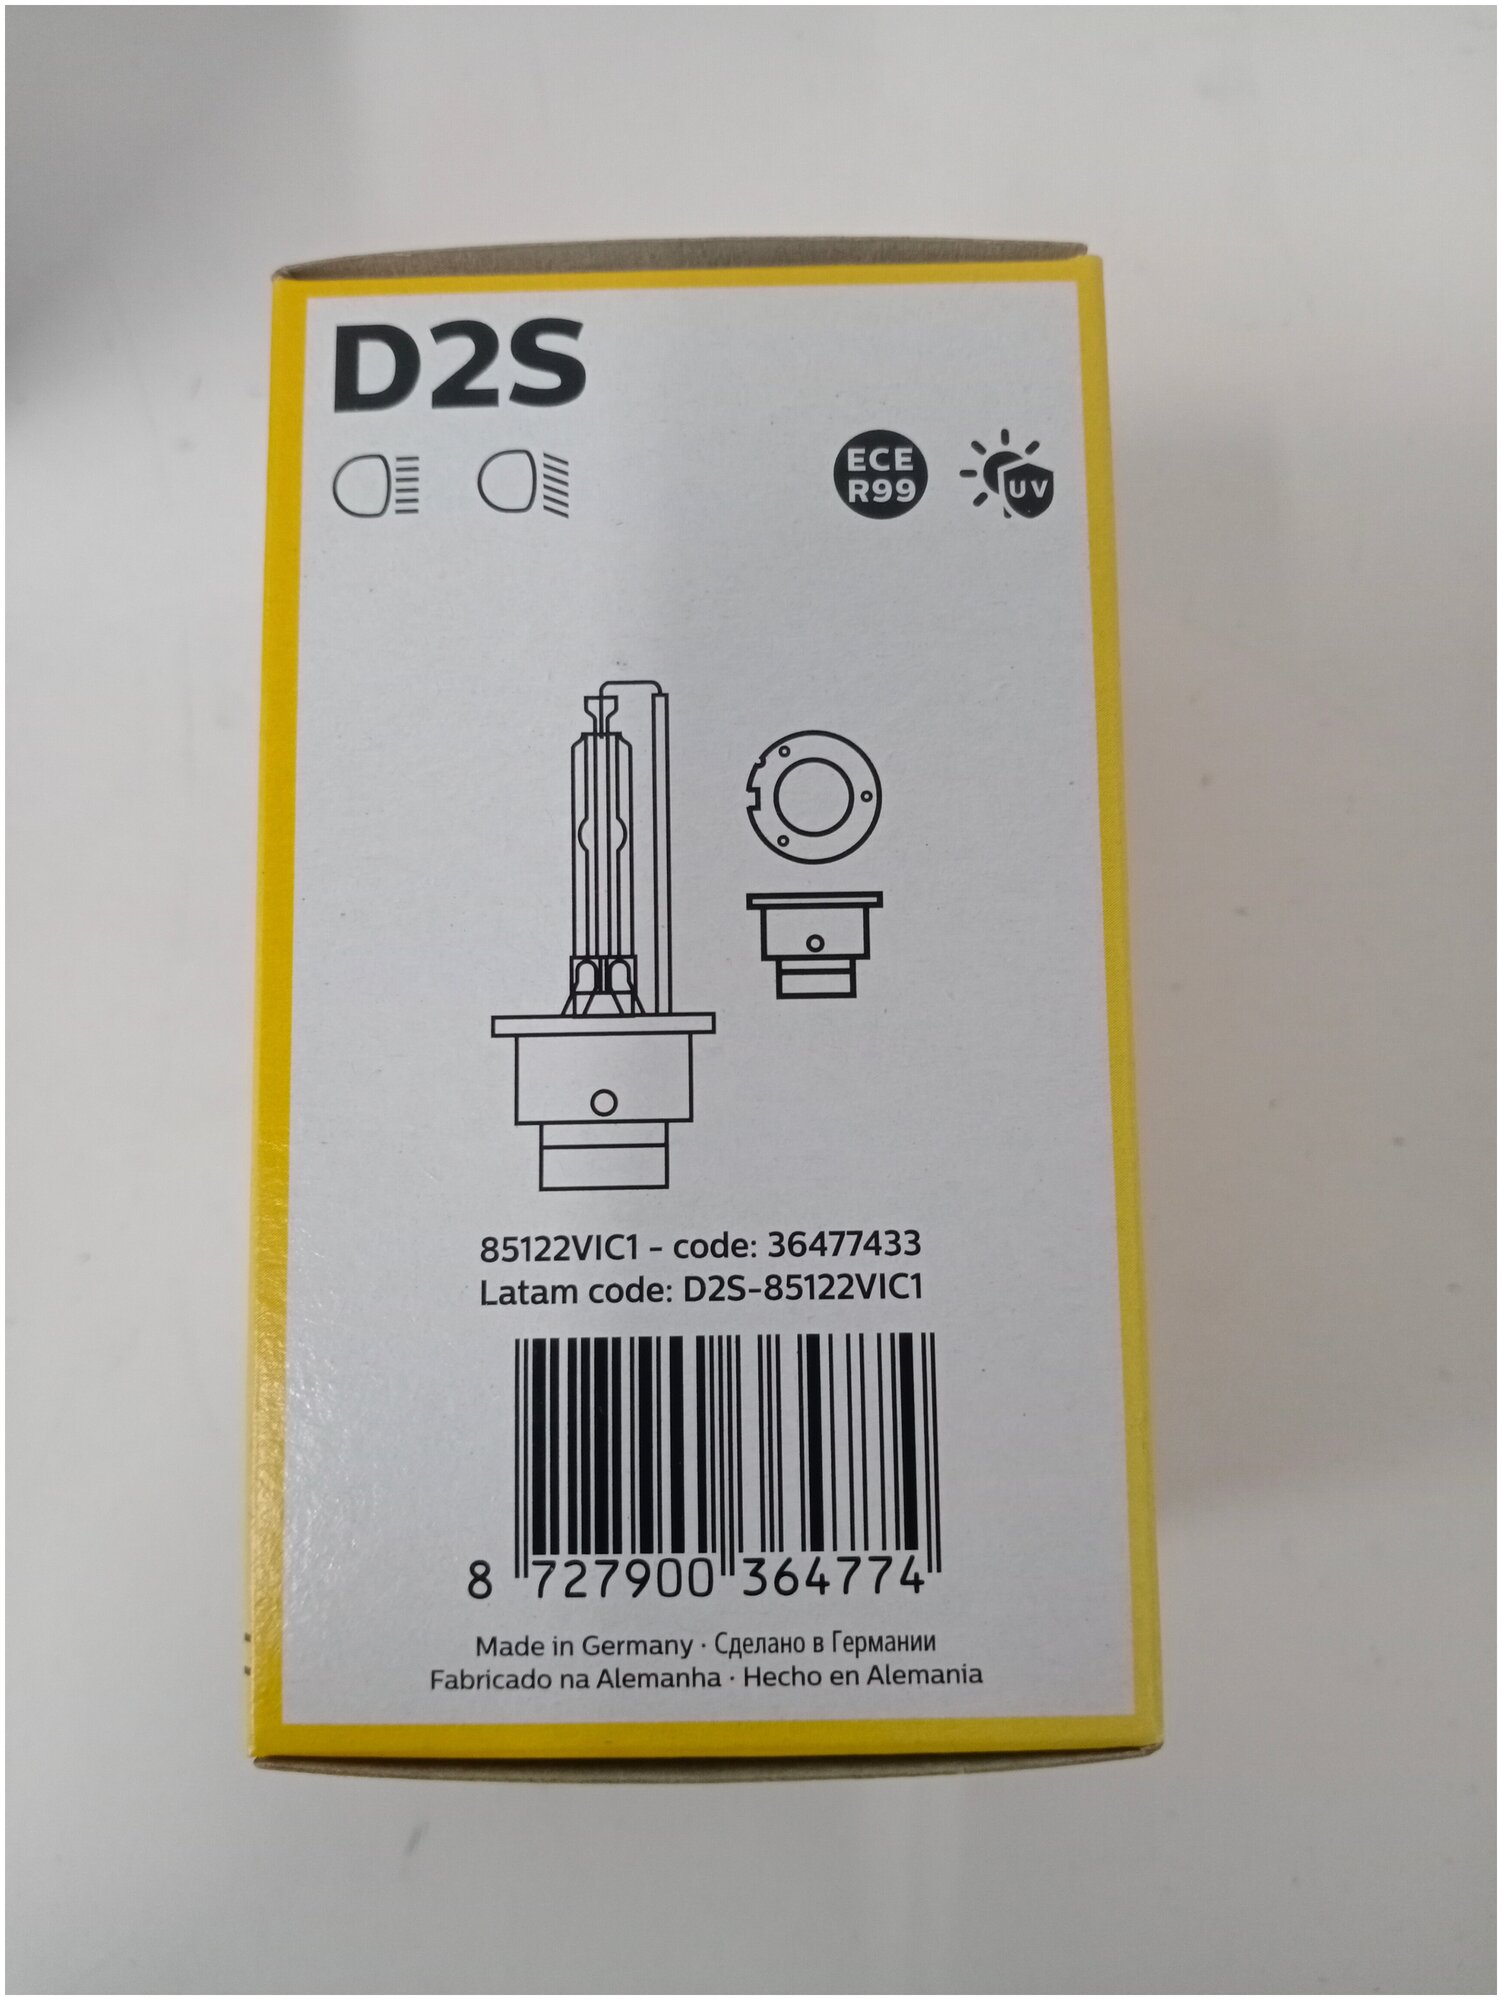 D2S
ECE
R99
UV
85122VIC1 - code: 36477433
Latam code: D2S-85122VIC1
8 727900 364774
Made in Germany · Сделано в Германии
Fabricado na Alemanha · Hecho en Alemania